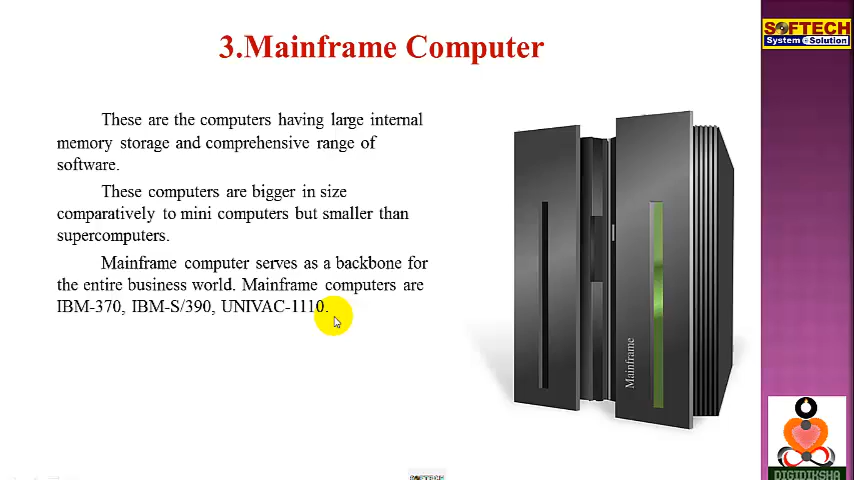 3.Mainframe Computer
SOFTECH
System e Solution
These are the computers having large internal
memory storage and comprehensive range of
software.
These computers are bigger in size
comparatively to mini computers but smaller than
supercomputers.
Mainframe computer serves as a backbone for
the entire business world. Mainframe computers are
IBM-370, IBM-S/390, UNIVAC-1110.
Mainframe
SOFTECH
DIGIDIKSHA